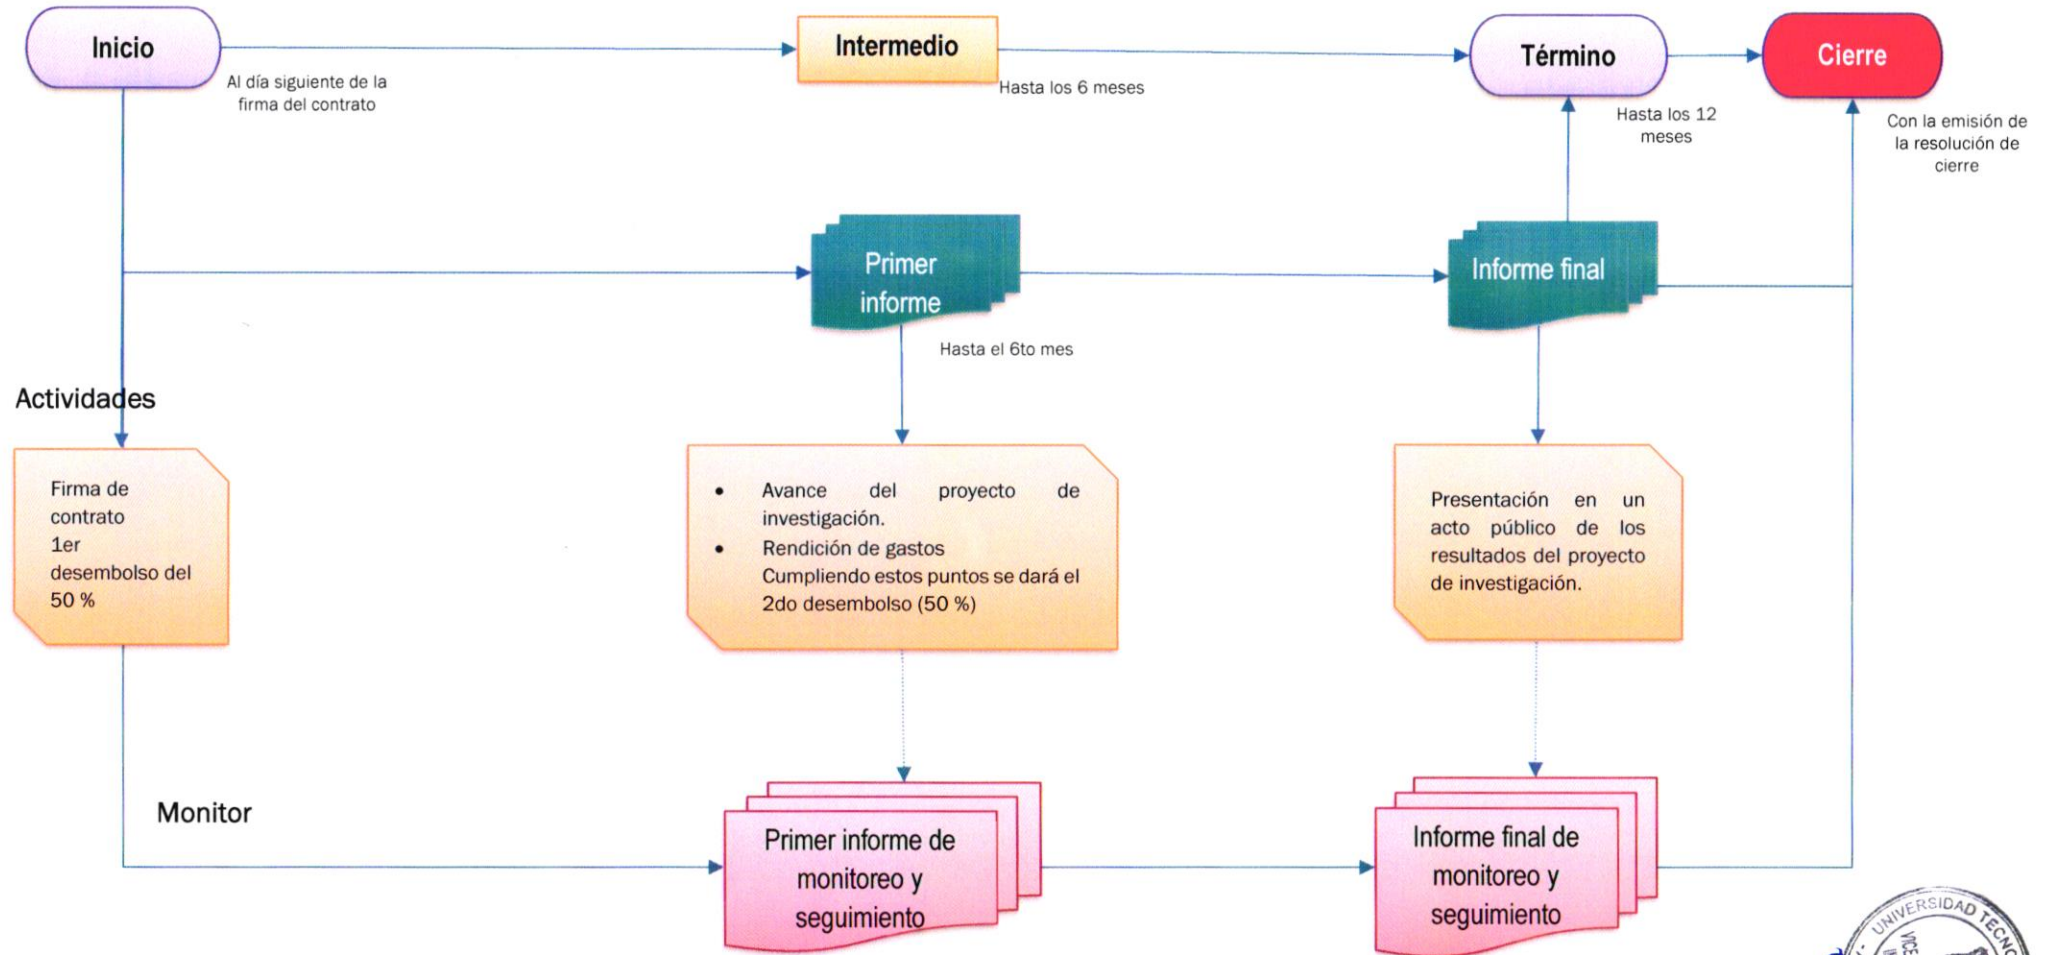 Inicio
Intermedio
Término
Cierre
Al día siguiente de la
firma del contrato
Hasta los 6 meses
Hasta los 12
meses
Con la emisión de
la resolución de
cierre
Primer
informe
Informe final
Hasta el 6to mes
Actividades
Firma de
contrato
1er
desembolso del
50 %
• Avance del proyecto de
investigación.
• Rendición de gastos
Cumpliendo estos puntos se dará el
2do desembolso (50 %)
Presentación en un
acto público de los
resultados del proyecto
de investigación.
Monitor
Primer informe de
monitoreo y
seguimiento
Informe final de
monitoreo y
seguimiento
UNIVERSIDAD